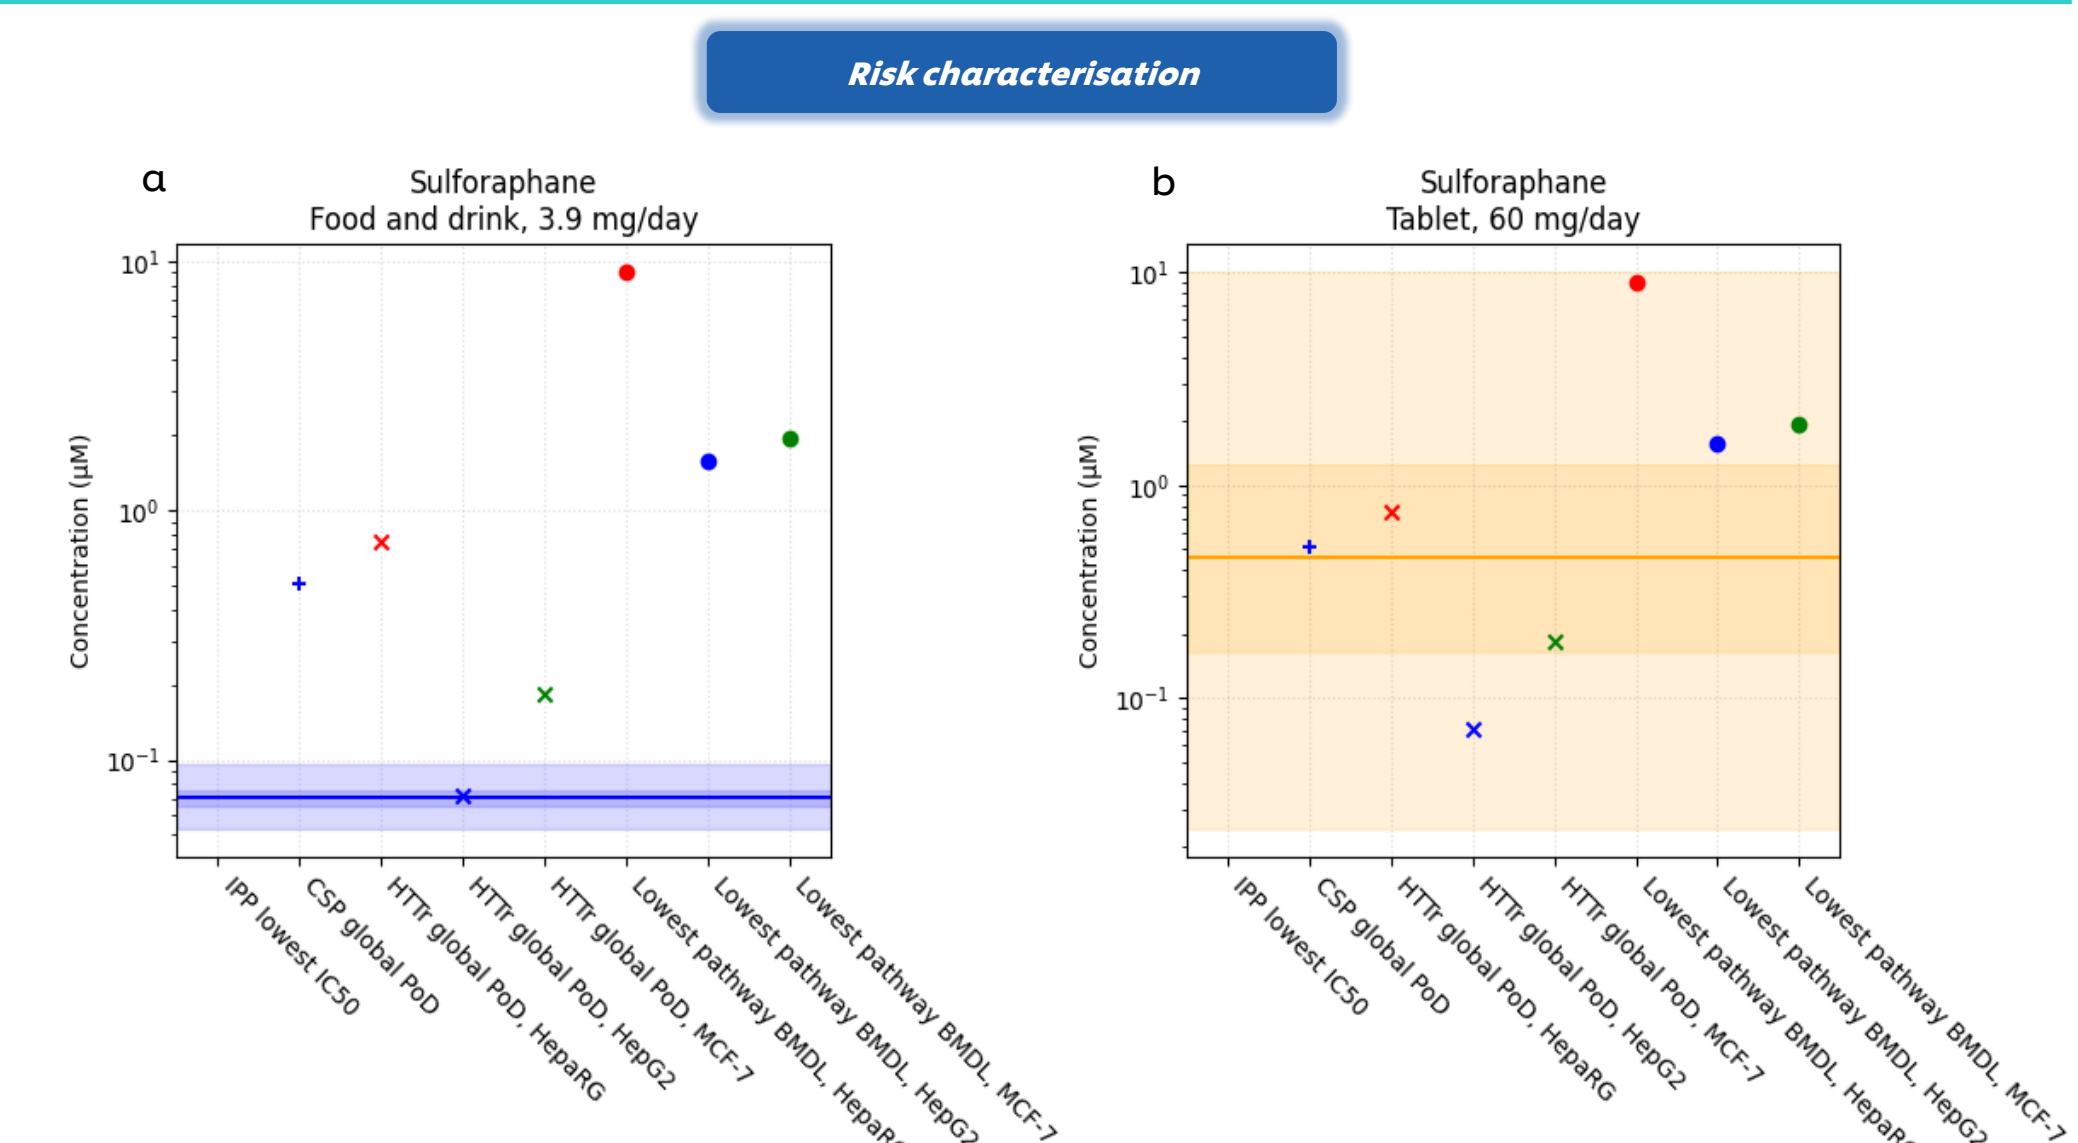 Risk characterisation
a
Sulforaphane
Food and drink, 3.9 mg/day
10¹
10⁰
10⁻¹
Concentration (μM)
IPP lowest IC50
CSP global PoD
HTTr global PoD, HepaRG
HTTr global PoD, HepG2
HTTr global PoD, MCF-7
Lowest pathway BMDL, HepaRG
Lowest pathway BMDL, HepG2
Lowest pathway BMDL, MCF-7
b
Sulforaphane
Tablet, 60 mg/day
10¹
10⁰
10⁻¹
Concentration (μM)
IPP lowest IC50
CSP global PoD
HTTr global PoD, HepaRG
HTTr global PoD, HepG2
HTTr global PoD, MCF-7
Lowest pathway BMDL, HepaRG
Lowest pathway BMDL, HepG2
Lowest pathway BMDL, MCF-7